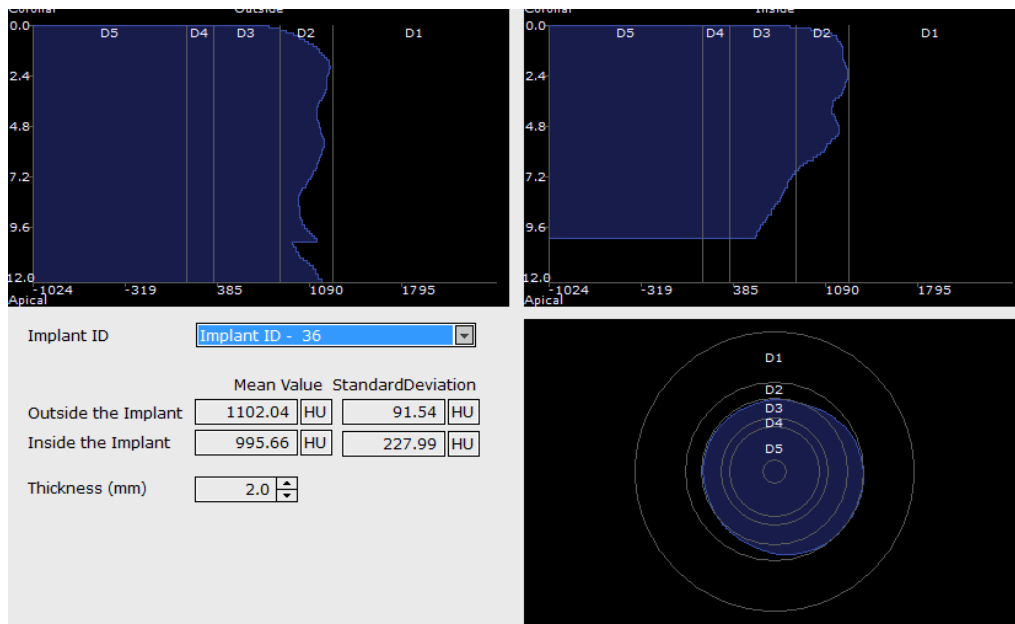 Coronal Outside
0.0 D5 D4 D3 D2 D1
2.4
4.8
7.2
9.6
12.0
-1024 -319 385 1090 1795
Apical
Coronal Inside
0.0 D5 D4 D3 D2 D1
2.4
4.8
7.2
9.6
12.0
-1024 -319 385 1090 1795
Apical
Implant ID Implant ID - 36
Mean Value StandardDeviati
Outside the Implant 1102.04 HU 91.54 HU
Inside the Implant 995.66 HU 227.99 HU
Thickness (mm) 2.0
D1
D2
D3
D4
D5